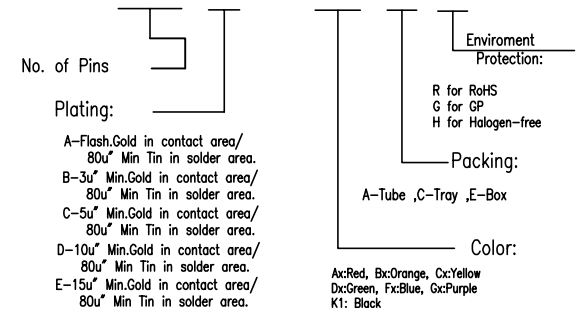 No. of Pins
Plating:
A-Flash.Gold in contact area/
80u" Min Tin in solder area.
B-3u" Min.Gold in contact area/
80u" Min Tin in solder area.
C-5u" Min.Gold in contact area/
80u" Min Tin in solder area.
D-10u" Min.Gold in contact area/
80u" Min Tin in solder area.
E-15u" Min.Gold in contact area/
80u" Min Tin in solder area.
Enviroment
Protection:
R for RoHS
G for GP
H for Halogen-free
Packing:
A-Tube ,C-Tray ,E-Box
Color:
Ax:Red, Bx:Orange, Cx:Yellow
Dx:Green, Fx:Blue, Gx:Purple
K1: Black